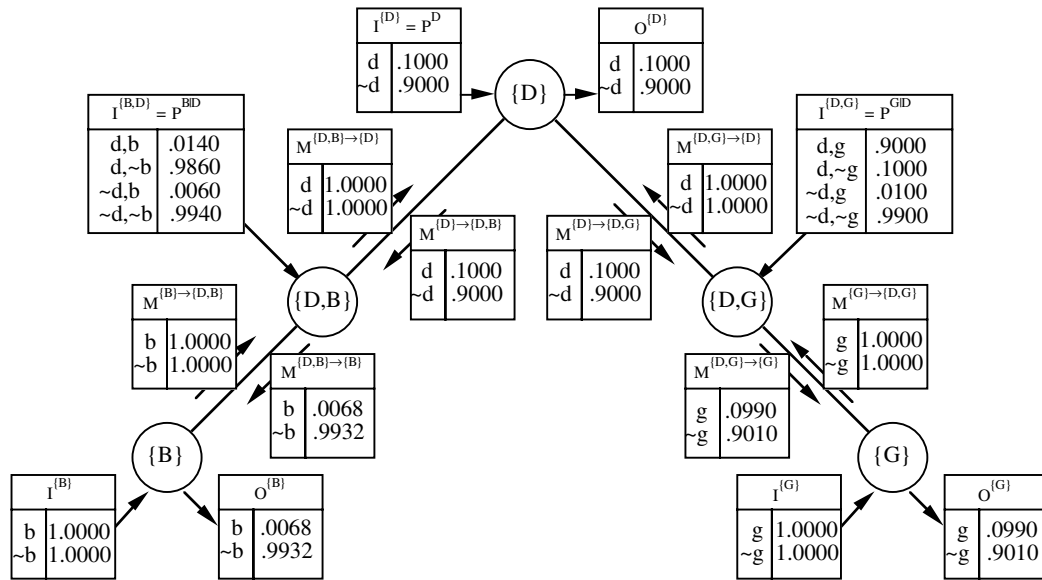 I{D} = PD
d .1000
~d .9000
O{D}
d .1000
~d .9000
{D}
I{B,D} = PB|D
d,b .0140
d,~b .9860
~d,b .0060
~d,~b .9940
M{D,B}→{D}
d 1.0000
~d 1.0000
M{D,G}→{D}
d 1.0000
~d 1.0000
I{D,G} = PG|D
d,g .9000
d,~g .1000
~d,g .0100
~d,~g .9900
M{D}→{D,B}
d .1000
~d .9000
M{D}→{D,G}
d .1000
~d .9000
{D,B}
{D,G}
M{B}→{D,B}
b 1.0000
~b 1.0000
M{D,B}→{B}
b .0068
~b .9932
M{D,G}→{G}
g .0990
~g .9010
M{G}→{D,G}
g 1.0000
~g 1.0000
{B}
{G}
I{B}
b 1.0000
~b 1.0000
O{B}
b .0068
~b .9932
I{G}
g 1.0000
~g 1.0000
O{G}
g .0990
~g .9010